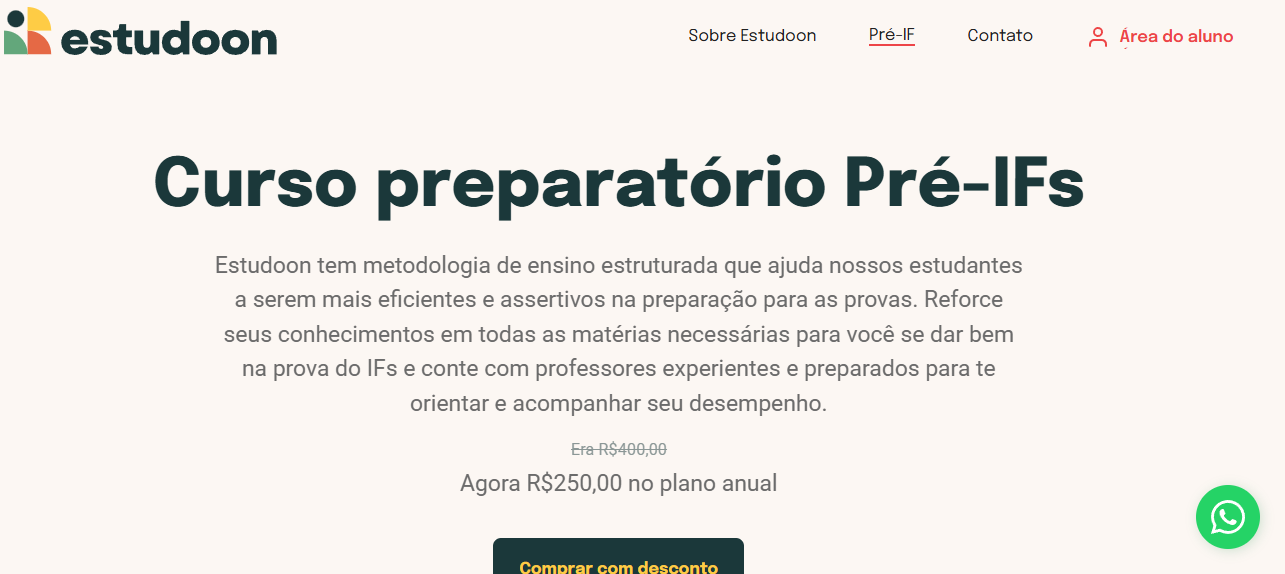 estudoon
Sobre Estudoon
Pré-IF
Contato
Área do aluno
Curso preparatório Pré-IFs
Estudoon tem metodologia de ensino estruturada que ajuda nossos estudantes
a serem mais eficientes e assertivos na preparação para as provas. Reforce
seus conhecimentos em todas as matérias necessárias para você se dar bem
na prova do IFs e conte com professores experientes e preparados para te
orientar e acompanhar seu desempenho.
Era R$400,00
Agora R$250,00 no plano anual
Comprar com desconto